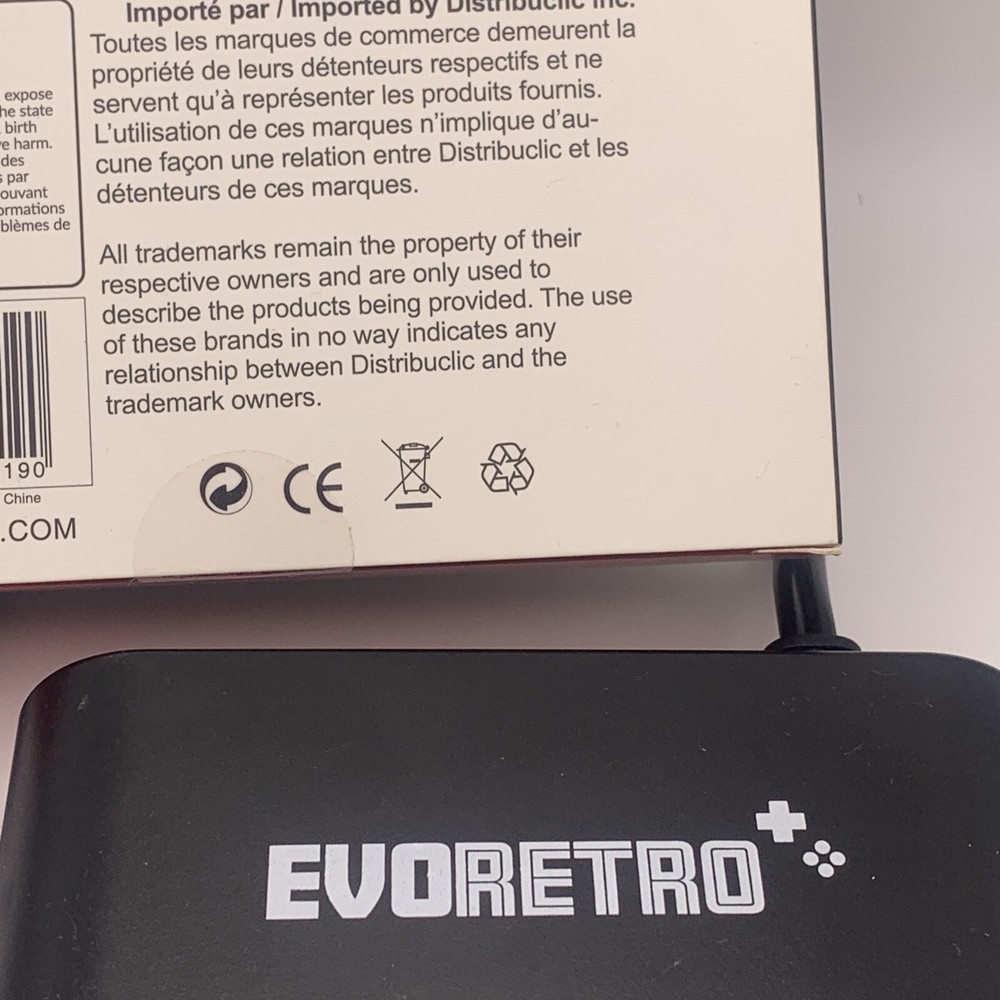 Importé par / Imported by Distribuclic Inc.
Toutes les marques de commerce demeurent la
propriété de leurs détenteurs respectifs et ne
servent qu'à représenter les produits fournis.
L'utilisation de ces marques n'implique d'au-
cune façon une relation entre Distribuclic et les
détenteurs de ces marques.
All trademarks remain the property of their
respective owners and are only used to
describe the products being provided. The use
of these brands in no way indicates any
relationship between Distribuclic and the
trademark owners.
expose
he state
birth
e harm.
des
s par
ouvant
ormations
blèmes de
190
Chine
.COM
CE
EVORETRO